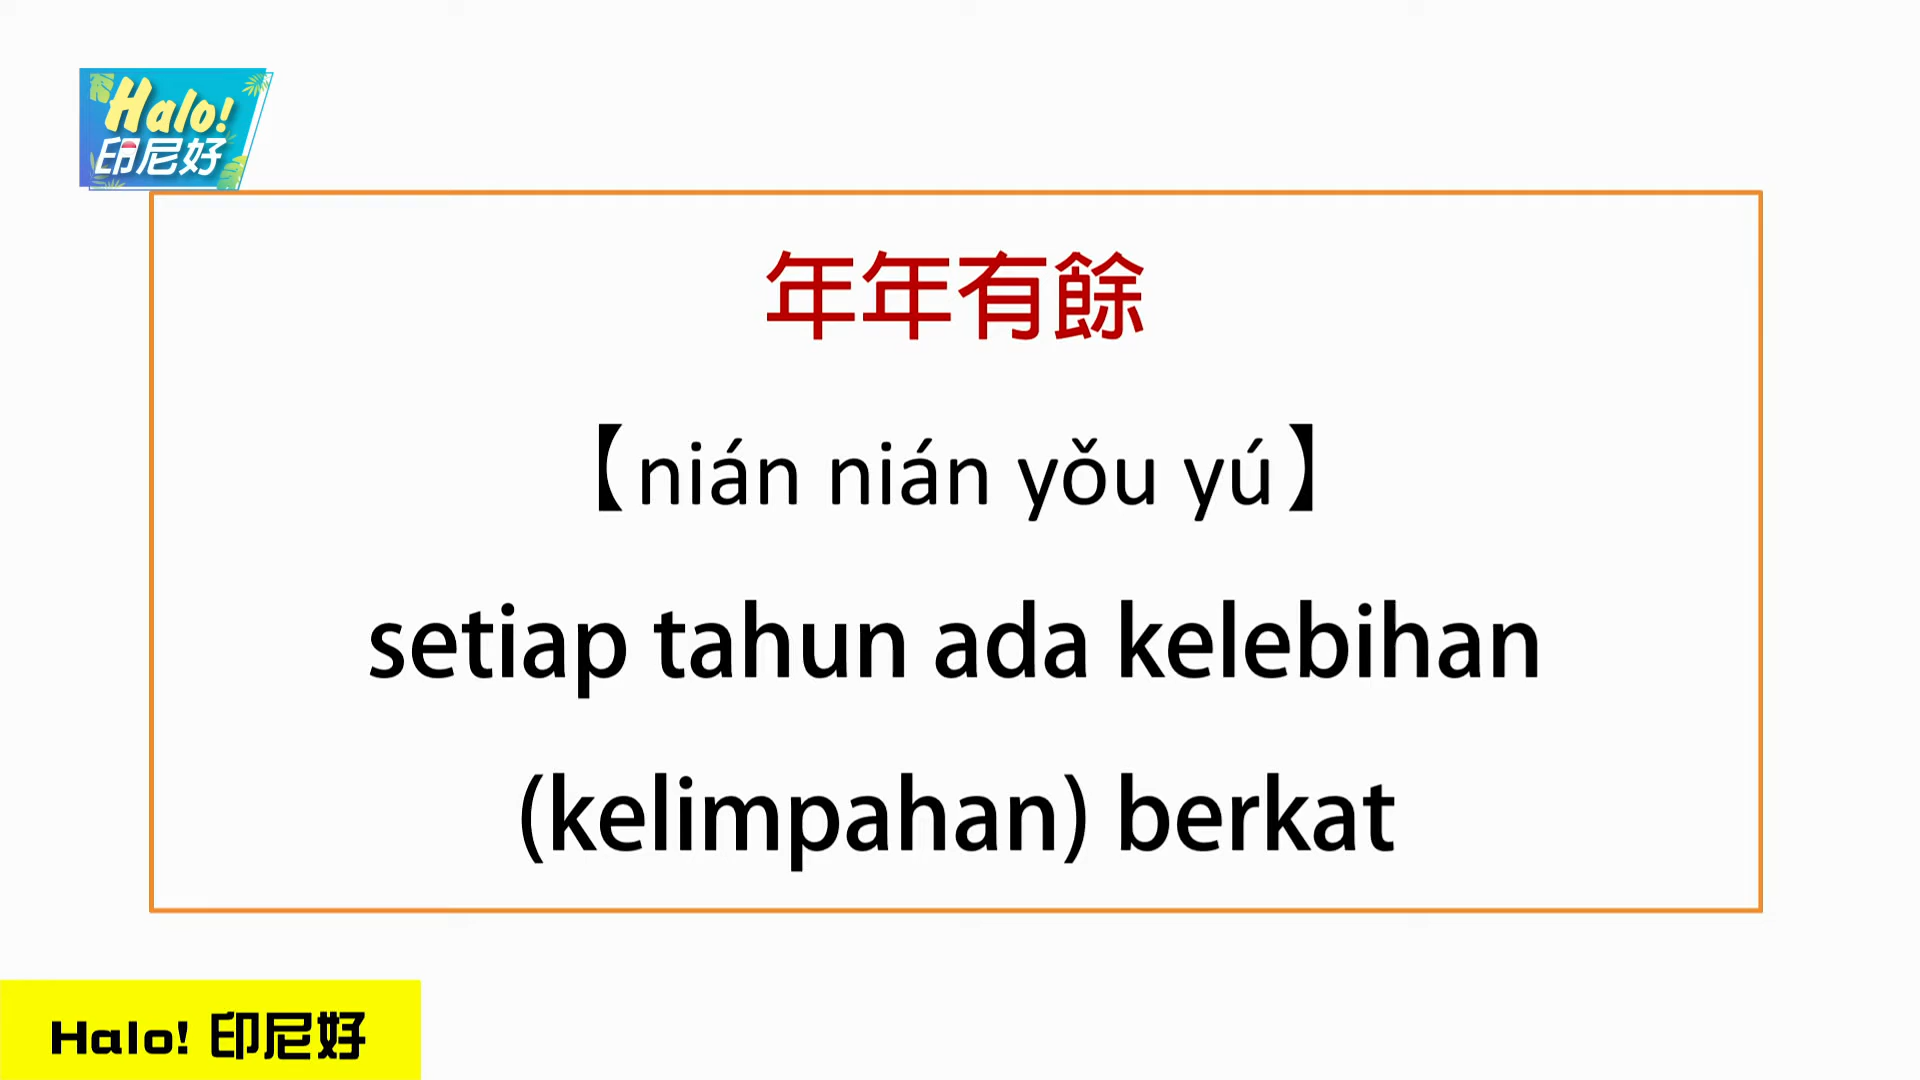 Halo!
印尼好
年年有餘
【nián nián yǒu yú】
setiap tahun ada kelebihan
(kelimpahan) berkat
Halo! 印尼好